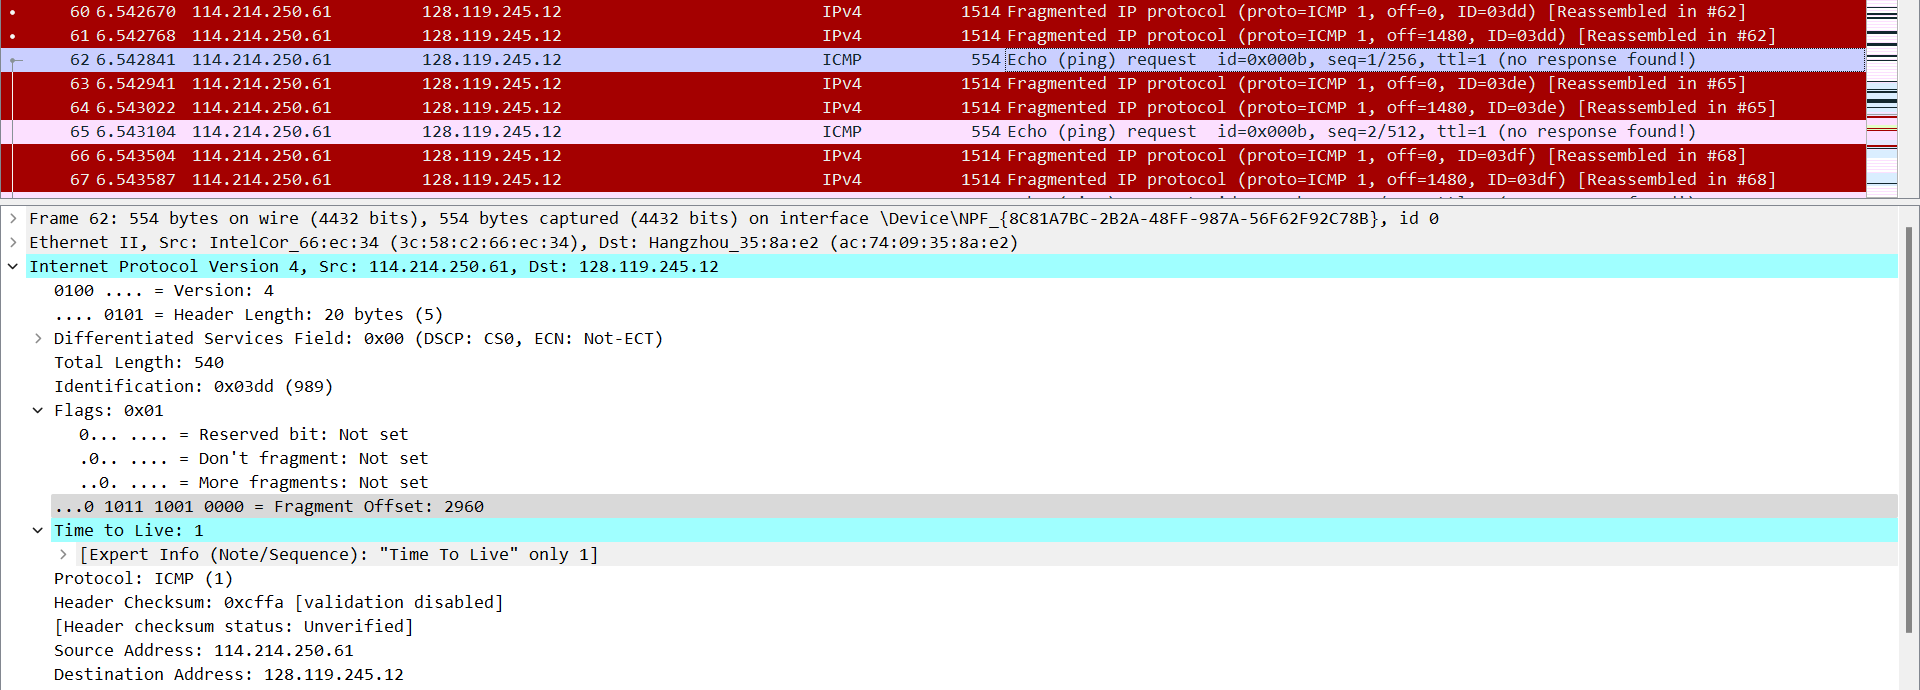 60 6.542670 114.214.250.61 128.119.245.12 IPv4 1514 Fragmented IP protocol (proto=ICMP 1, off=0, ID=03dd) [Reassembled in #62]
61 6.542768 114.214.250.61 128.119.245.12 IPv4 1514 Fragmented IP protocol (proto=ICMP 1, off=1480, ID=03dd) [Reassembled in #62]
62 6.542841 114.214.250.61 128.119.245.12 ICMP 554 Echo (ping) request id=0x000b, seq=1/256, ttl=1 (no response found!)
63 6.542941 114.214.250.61 128.119.245.12 IPv4 1514 Fragmented IP protocol (proto=ICMP 1, off=0, ID=03de) [Reassembled in #65]
64 6.543022 114.214.250.61 128.119.245.12 IPv4 1514 Fragmented IP protocol (proto=ICMP 1, off=1480, ID=03de) [Reassembled in #65]
65 6.543104 114.214.250.61 128.119.245.12 ICMP 554 Echo (ping) request id=0x000b, seq=2/512, ttl=1 (no response found!)
66 6.543504 114.214.250.61 128.119.245.12 IPv4 1514 Fragmented IP protocol (proto=ICMP 1, off=0, ID=03df) [Reassembled in #68]
67 6.543587 114.214.250.61 128.119.245.12 IPv4 1514 Fragmented IP protocol (proto=ICMP 1, off=1480, ID=03df) [Reassembled in #68]
Frame 62: 554 bytes on wire (4432 bits), 554 bytes captured (4432 bits) on interface \Device\NPF_{8C81A7BC-2B2A-48FF-987A-56F62F92C78B}, id 0
Ethernet II, Src: IntelCor_66:ec:34 (3c:58:c2:66:ec:34), Dst: Hangzhou_35:8a:e2 (ac:74:09:35:8a:e2)
Internet Protocol Version 4, Src: 114.214.250.61, Dst: 128.119.245.12
0100 .... = Version: 4
.... 0101 = Header Length: 20 bytes (5)
Differentiated Services Field: 0x00 (DSCP: CS0, ECN: Not-ECT)
Total Length: 540
Identification: 0x03dd (989)
Flags: 0x01
0... .... = Reserved bit: Not set
.0.. .... = Don't fragment: Not set
..0. .... = More fragments: Not set
...0 1011 1001 0000 = Fragment Offset: 2960
Time to Live: 1
[Expert Info (Note/Sequence): "Time To Live" only 1]
Protocol: ICMP (1)
Header Checksum: 0xcffa [validation disabled]
[Header checksum status: Unverified]
Source Address: 114.214.250.61
Destination Address: 128.119.245.12